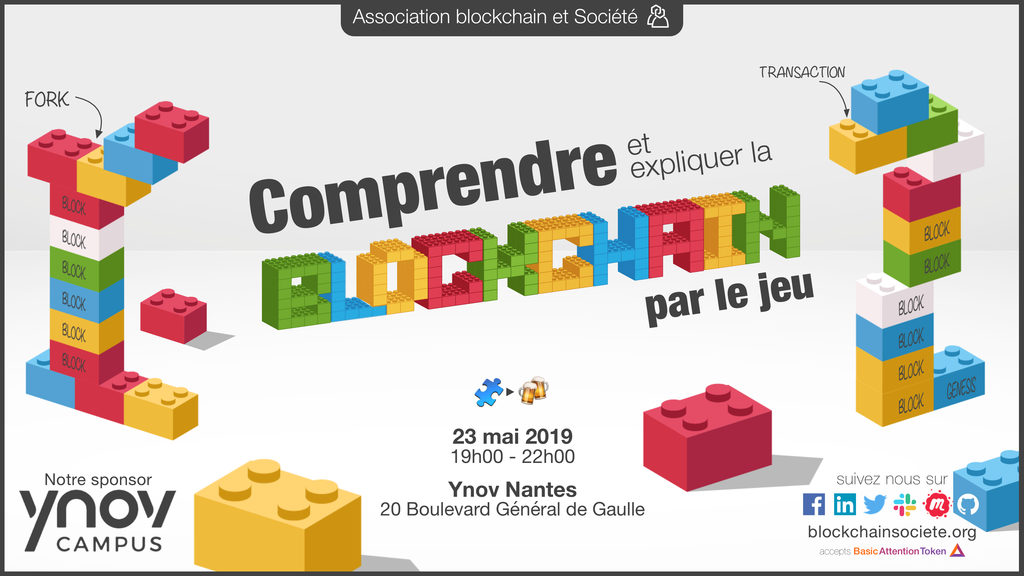 Association blockchain et Société
FORK
TRANSACTION
Comprendre
et
expliquer la
BLOCKCHAIN
par le jeu
BLOCK
BLOCK
BLOCK
BLOCK
BLOCK
BLOCK
BLOCK
BLOCK
BLOCK
BLOCK
BLOCK
BLOCK
GENESIS
23 mai 2019
19h00 - 22h00
Ynov Nantes
20 Boulevard Général de Gaulle
Notre sponsor
ynov
CAMPUS
suivez nous sur
blockchainsociete.org
accepts BasicAttentionToken